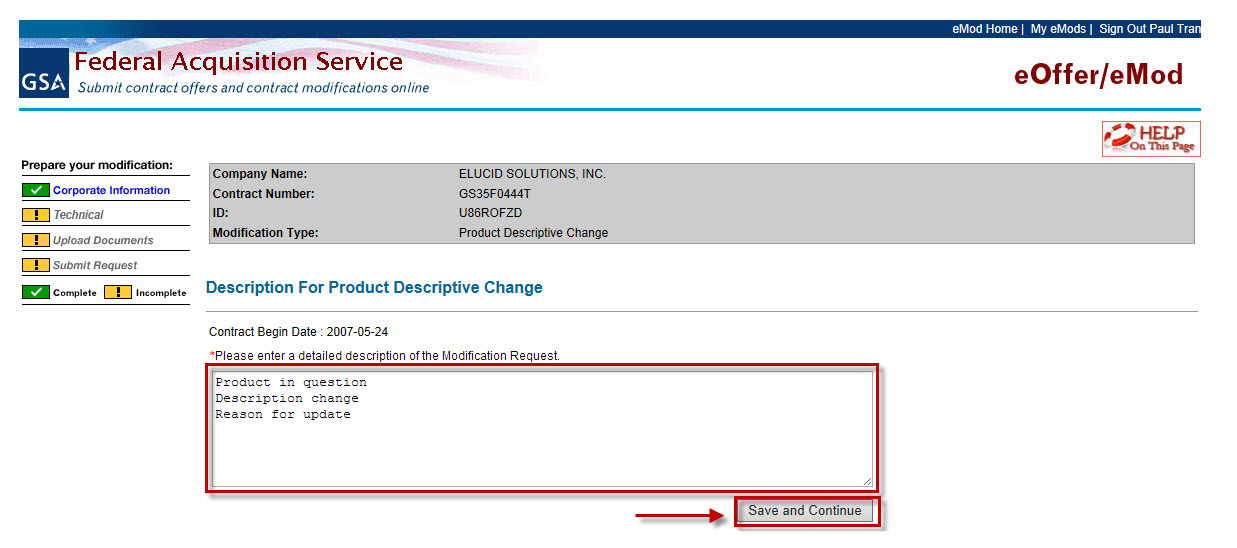 eMod Home | My eMods | Sign Out Paul Tran
GSA
Federal Acquisition Service
Submit contract offers and contract modifications online
eOffer/eMod
HELP
On This Page
Prepare your modification:
Corporate Information
! Technical
! Upload Documents
! Submit Request
Complete ! Incomplete
Company Name: ELUCID SOLUTIONS, INC.
Contract Number: GS35F0444T
ID: U86ROFZD
Modification Type: Product Descriptive Change
Description For Product Descriptive Change
Contract Begin Date : 2007-05-24
*Please enter a detailed description of the Modification Request.
Product in question
Description change
Reason for update
Save and Continue